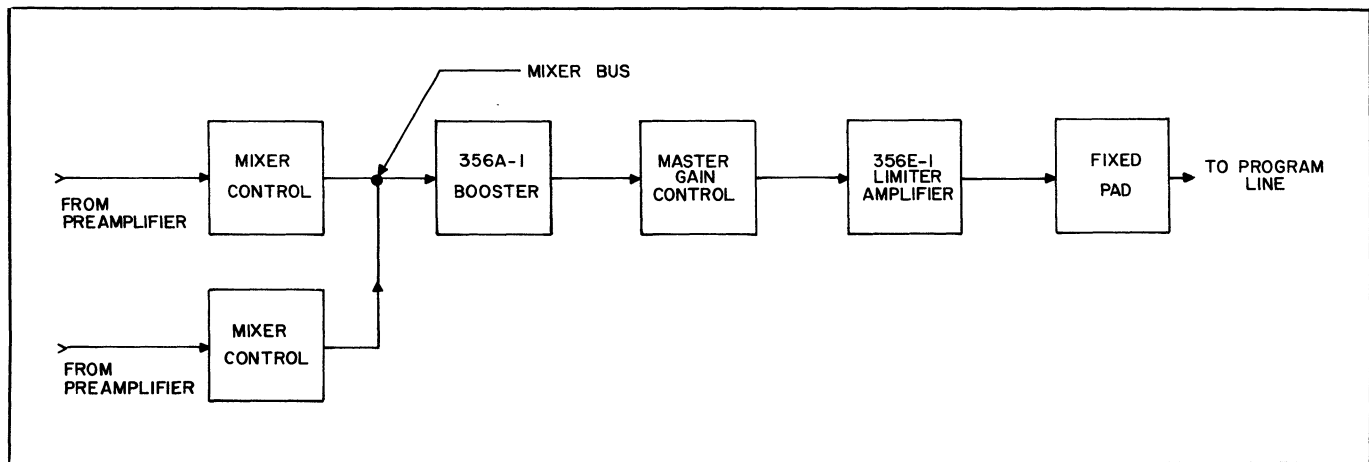 MIXER BUS
MIXER
CONTROL
356A-1
BOOSTER
MASTER
GAIN
CONTROL
356E-1
LIMITER
AMPLIFIER
FIXED
PAD
TO PROGRAM
LINE
FROM
PREAMPLIFIER
MIXER
CONTROL
FROM
PREAMPLIFIER